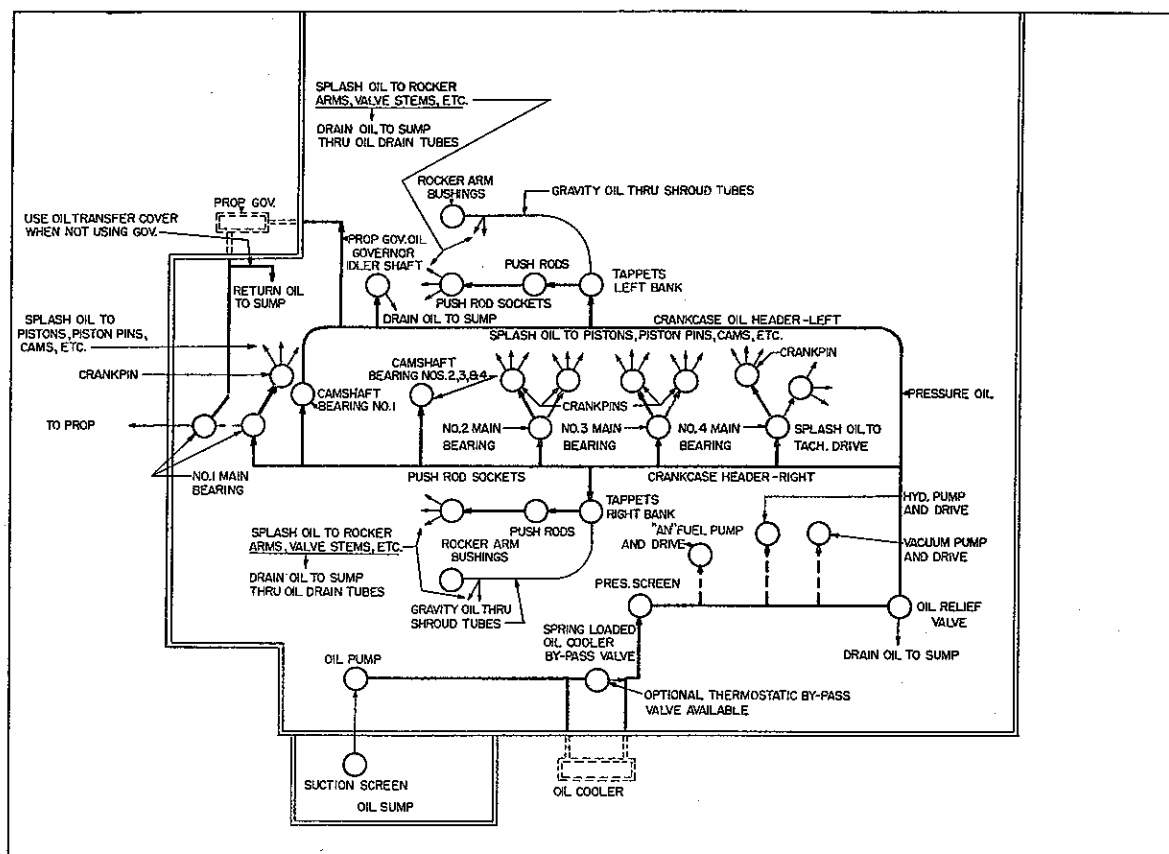 SPLASH OIL TO ROCKER
ARMS, VALVE STEMS, ETC.
DRAIN OIL TO SUMP
THRU OIL DRAIN TUBES
ROCKER ARM
BUSHINGS
GRAVITY OIL THRU SHROUD TUBES
PROP GOV.
USE OIL TRANSFER COVER
WHEN NOT USING GOV.
PROP GOV. OIL
GOVERNOR
IDLER SHAFT
PUSH RODS
TAPPETS
LEFT BANK
RETURN OIL
TO SUMP
PUSH ROD SOCKETS
DRAIN OIL TO SUMP
SPLASH OIL TO
PISTONS, PISTON PINS,
CAMS, ETC.
CRANKCASE OIL HEADER-LEFT
SPLASH OIL TO PISTONS, PISTON PINS, CAMS, ETC.
CRANKPIN
CAMSHAFT
BEARING NOS. 2,3,&4
CRANKPIN
CAMSHAFT
BEARING NO.1
CRANKPINS
PRESSURE OIL
TO PROP
NO.2 MAIN
BEARING
NO.3 MAIN
BEARING
NO.4 MAIN
BEARING
SPLASH OIL TO
TACH. DRIVE
NO.1 MAIN
BEARING
PUSH ROD SOCKETS
CRANKCASE HEADER-RIGHT
TAPPETS
RIGHT BANK
HYD. PUMP
AND DRIVE
SPLASH OIL TO ROCKER
ARMS, VALVE STEMS, ETC.
PUSH RODS
"AN" FUEL PUMP
AND DRIVE
VACUUM PUMP
AND DRIVE
ROCKER ARM
BUSHINGS
DRAIN OIL TO SUMP
THRU OIL DRAIN TUBES
PRES. SCREEN
GRAVITY OIL THRU
SHROUD TUBES
OIL RELIEF
VALVE
SPRING LOADED
OIL COOLER
BY-PASS VALVE
DRAIN OIL TO SUMP
OIL PUMP
OPTIONAL THERMOSTATIC BY-PASS
VALVE AVAILABLE
SUCTION SCREEN
OIL COOLER
OIL SUMP